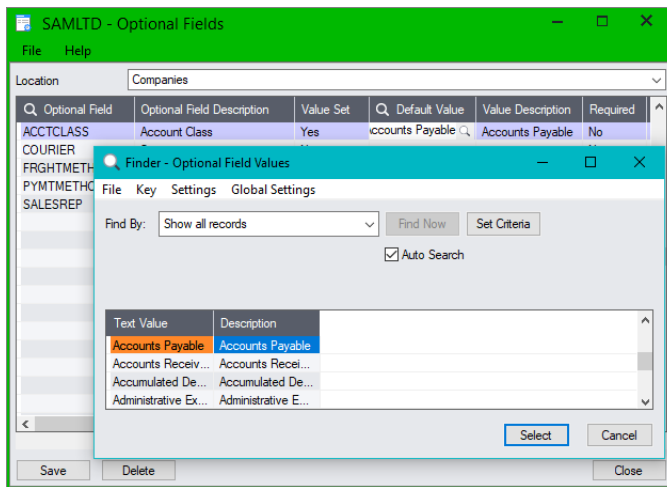 SAMLTD - Optional Fields
File Help
Location Companies
Optional Field Optional Field Description Value Set Default Value Value Description Required
ACCTCLASS Account Class Yes Accounts Payable Accounts Payable No
COURIER
FRGHTMETH
PYMTMETHO
SALESREP
Finder - Optional Field Values
File Key Settings Global Settings
Find By: Show all records Find Now Set Criteria
Auto Search
Text Value Description
Accounts Payable Accounts Payable
Accounts Receiv... Accounts Recei...
Accumulated De... Accumulated De...
Administrative Ex... Administrative E...
Select Cancel
Save Delete Close